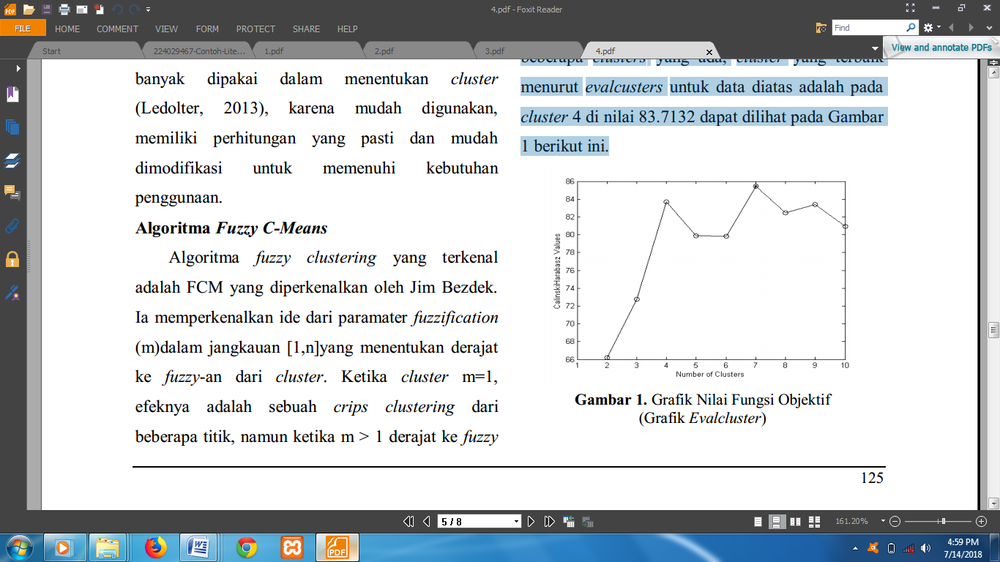 4.pdf - Foxit Reader
FILE HOME COMMENT VIEW FORM PROTECT SHARE HELP
Find
Start 224029467-Contoh-Lite... 1.pdf 2.pdf 3.pdf 4.pdf
View and annotate PDFs
banyak dipakai dalam menentukan cluster
(Ledolter, 2013), karena mudah digunakan,
memiliki perhitungan yang pasti dan mudah
dimodifikasi untuk memenuhi kebutuhan
penggunaan.
Algoritma Fuzzy C-Means
Algoritma fuzzy clustering yang terkenal
adalah FCM yang diperkenalkan oleh Jim Bezdek.
Ia memperkenalkan ide dari paramater fuzzification
(m)dalam jangkauan [1,n]yang menentukan derajat
ke fuzzy-an dari cluster. Ketika cluster m=1,
efeknya adalah sebuah crips clustering dari
beberapa titik, namun ketika m > 1 derajat ke fuzzy
beberapa clusters yang ada, cluster yang terbaik
menurut evalcusters untuk data diatas adalah pada
cluster 4 di nilai 83.7132 dapat dilihat pada Gambar
1 berikut ini.
86
84
82
80
78
76
74
72
70
68
66
CalinskiHarabasz Values
1 2 3 4 5 6 7 8 9 10
Number of Clusters
Gambar 1. Grafik Nilai Fungsi Objektif
(Grafik Evalcluster)
125
5 / 8
161.20%
PDF
4:59 PM
7/14/2018